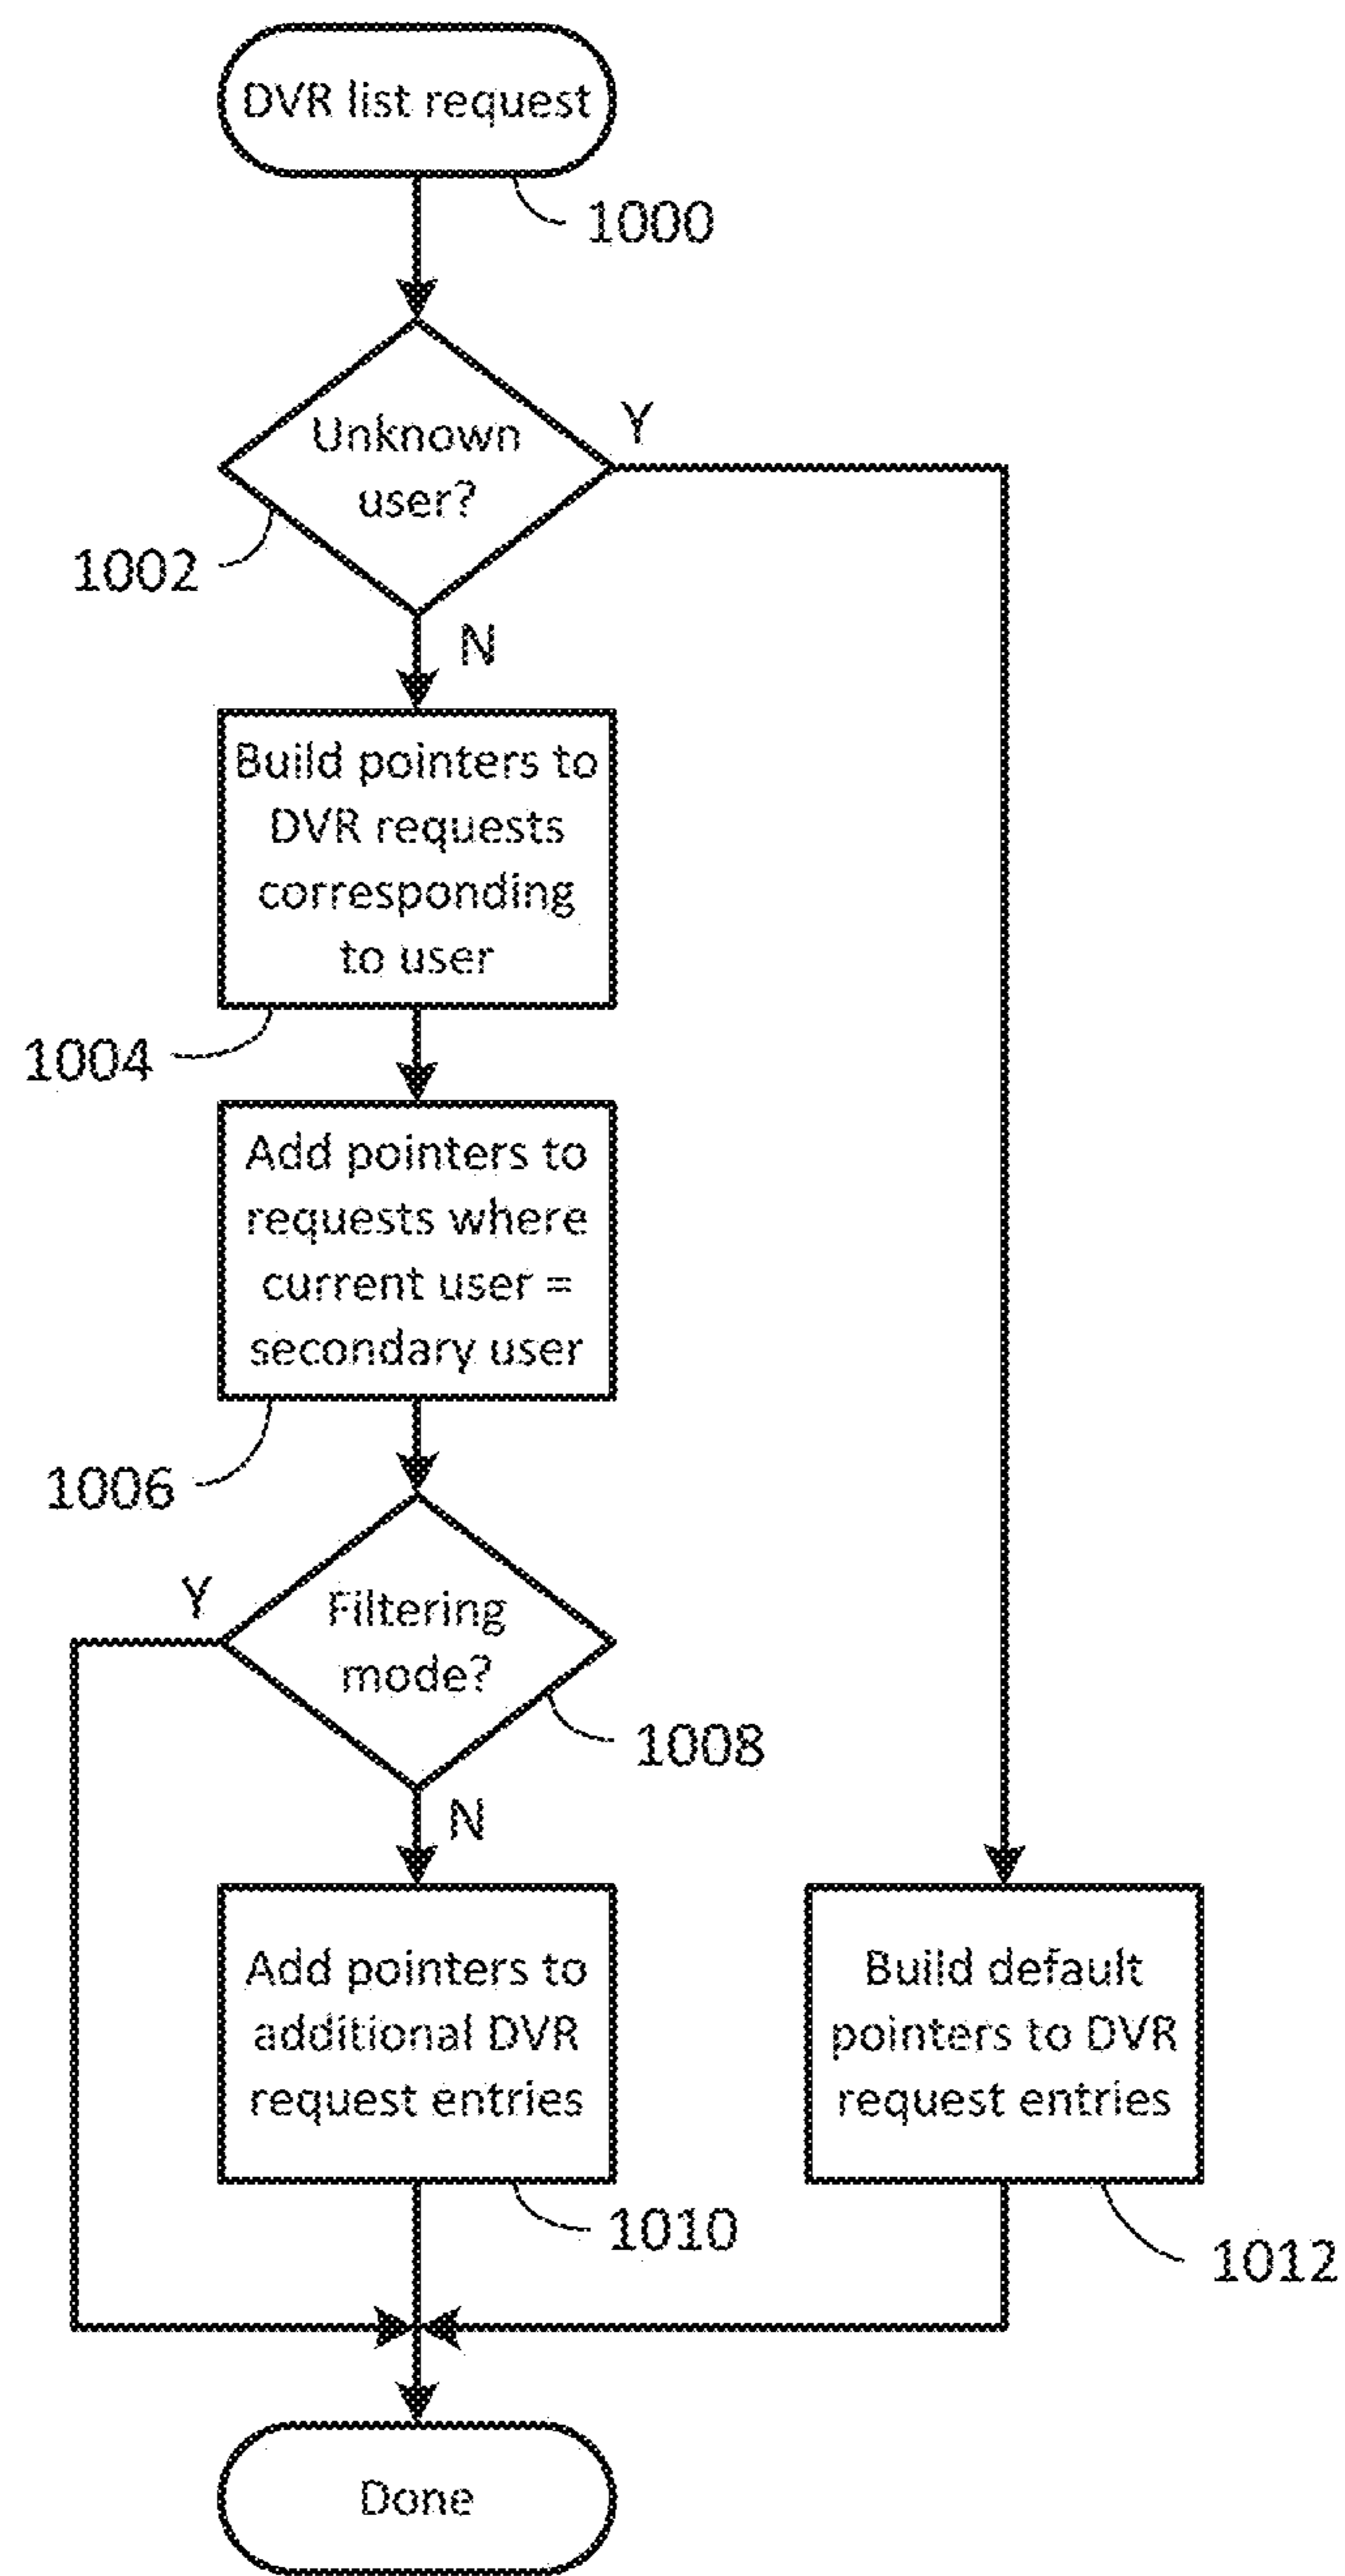 DVR list request
1000
Unknown
user?
Y
1002
N
Build pointers to
DVR requests
corresponding
to user
1004
Add pointers to
requests where
current user =
secondary user
1006
Filtering
mode?
Y
1008
N
Add pointers to
additional DVR
request entries
1010
Build default
pointers to DVR
request entries
1012
Done